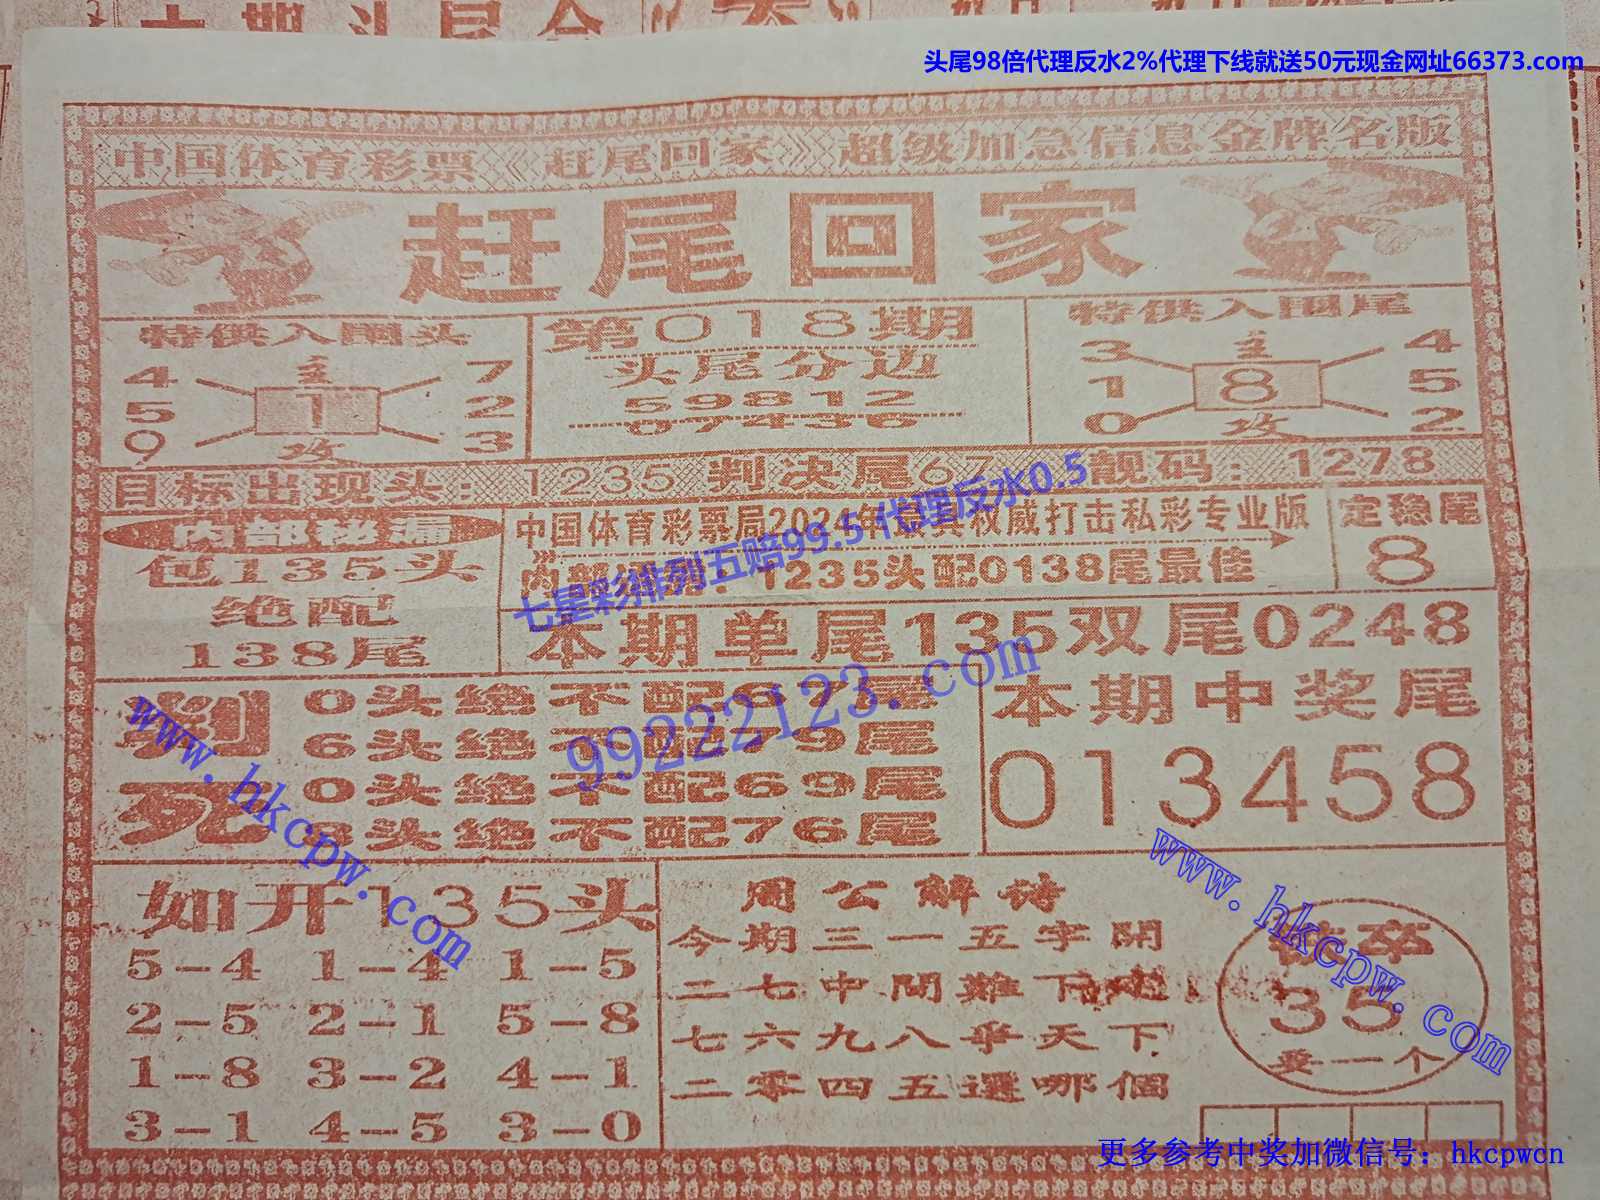 头尾98倍代理反水2%代理下线就送50元现金网址66373.com
中国体育彩票《赶尾回家》超级加急信息金牌名版
赶尾回家
特供入围头
4 主 7
5 1 2
9 攻 3
第018期
头尾分边
59812
07436
特供入围尾
3 主 4
1 8 5
0 攻 2
目标出现头：1235 判决尾67 靓码：1278
内部秘漏
包135头
绝配
138尾
中国体育彩票局2024年最具权威打击私彩专业版
1235头配0138尾最佳
定稳尾
8
七星彩排列五赔99.5代理反水0.5
本期单尾135双尾0248
判死
0头绝不配67尾
6头绝不配79尾
0头绝不配69尾
头绝不配76尾
99222123.com
本期中奖尾
013458
www.hkcpw.com
www.hkcpw.com
如开135头
5-4 1-4 1-5
2-5 2-1 5-8
1-8 3-2 4-1
3-1 4-5 3-0
周公解诗
今期三一五字開
二七中間難下
七六九八爭天下
二零四五選哪個
卒
35
要一个
更多参考中奖加微信号：hkcpwcn